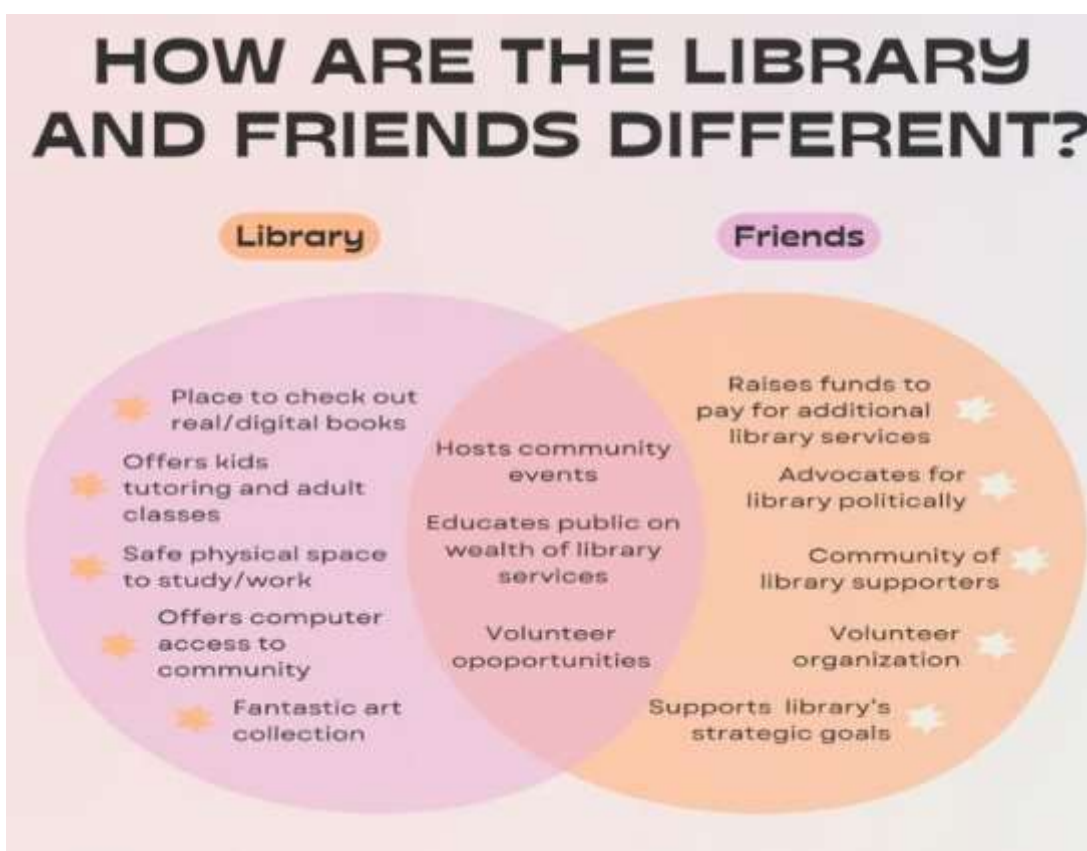 HOW ARE THE LIBRARY
AND FRIENDS DIFFERENT?
Library
Friends
Place to check out
real/digital books
Offers kids
tutoring and adult
classes
Safe physical space
to study/work
Offers computer
access to
community
Fantastic art
collection
Hosts community
events
Educates public on
wealth of library
services
Volunteer
opoportunities
Raises funds to
pay for additional
library services
Advocates for
library politically
Community of
library supporters
Volunteer
organization
Supports library's
strategic goals